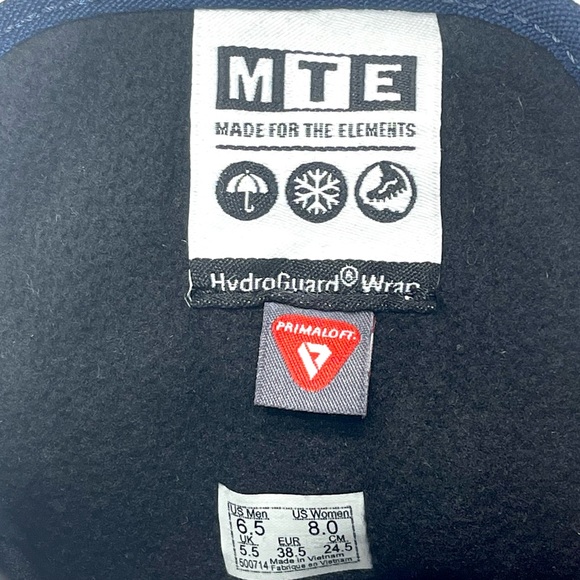 MTE
MADE FOR THE ELEMENTS
HydroGuard® Wrap
PRIMALOFT
US Men US Women
6.5 8.0
UK EUR CM
5.5 38.5 24.5
500714 Made in Vietnam
Fabriqué en Vietnam